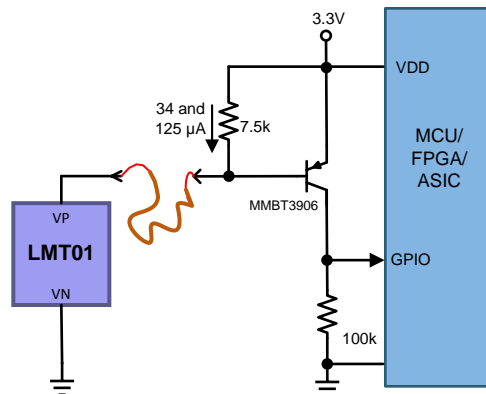 3.3V
VDD
34 and
125 µA
7.5k
MCU/
FPGA/
ASIC
MMBT3906
VP
LMT01
VN
GPIO
100k